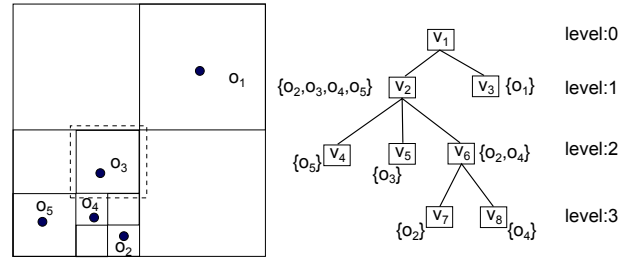 o₁
o₃
o₄
o₅
o₂
v₁
level:0
{o₂,o₃,o₄,o₅} v₂ v₃ {o₁}
level:1
{o₅} v₄ v₅ v₆ {o₂,o₄}
level:2
{o₃}
v₇ v₈
level:3
{o₂} {o₄}